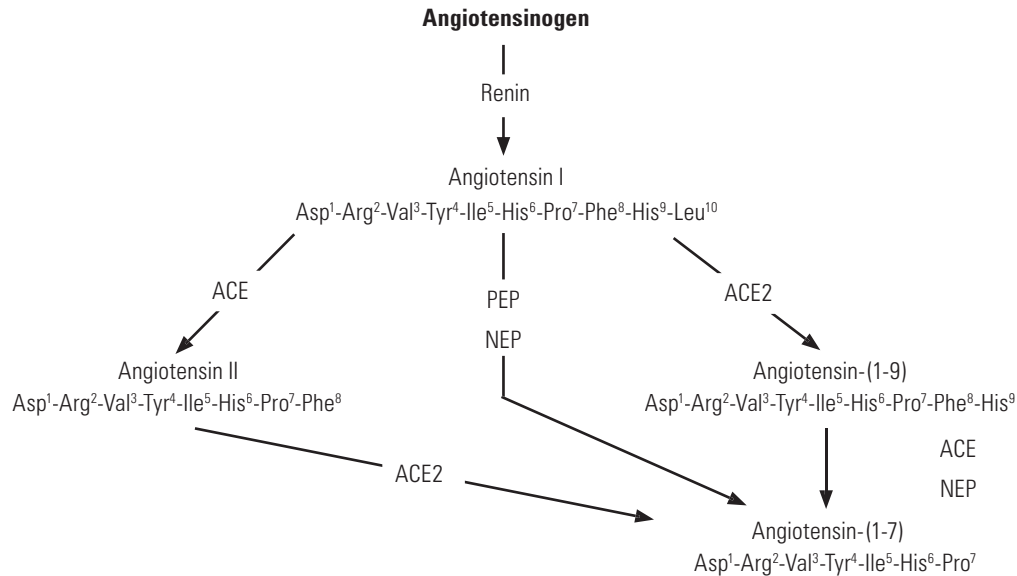 Angiotensinogen
Renin
Angiotensin I
Asp¹-Arg²-Val³-Tyr⁴-Ile⁵-His⁶-Pro⁷-Phe⁸-His⁹-Leu¹⁰
ACE
PEP
NEP
ACE2
Angiotensin II
Asp¹-Arg²-Val³-Tyr⁴-Ile⁵-His⁶-Pro⁷-Phe⁸
Angiotensin-(1-9)
Asp¹-Arg²-Val³-Tyr⁴-Ile⁵-His⁶-Pro⁷-Phe⁸-His⁹
ACE2
ACE
NEP
Angiotensin-(1-7)
Asp¹-Arg²-Val³-Tyr⁴-Ile⁵-His⁶-Pro⁷